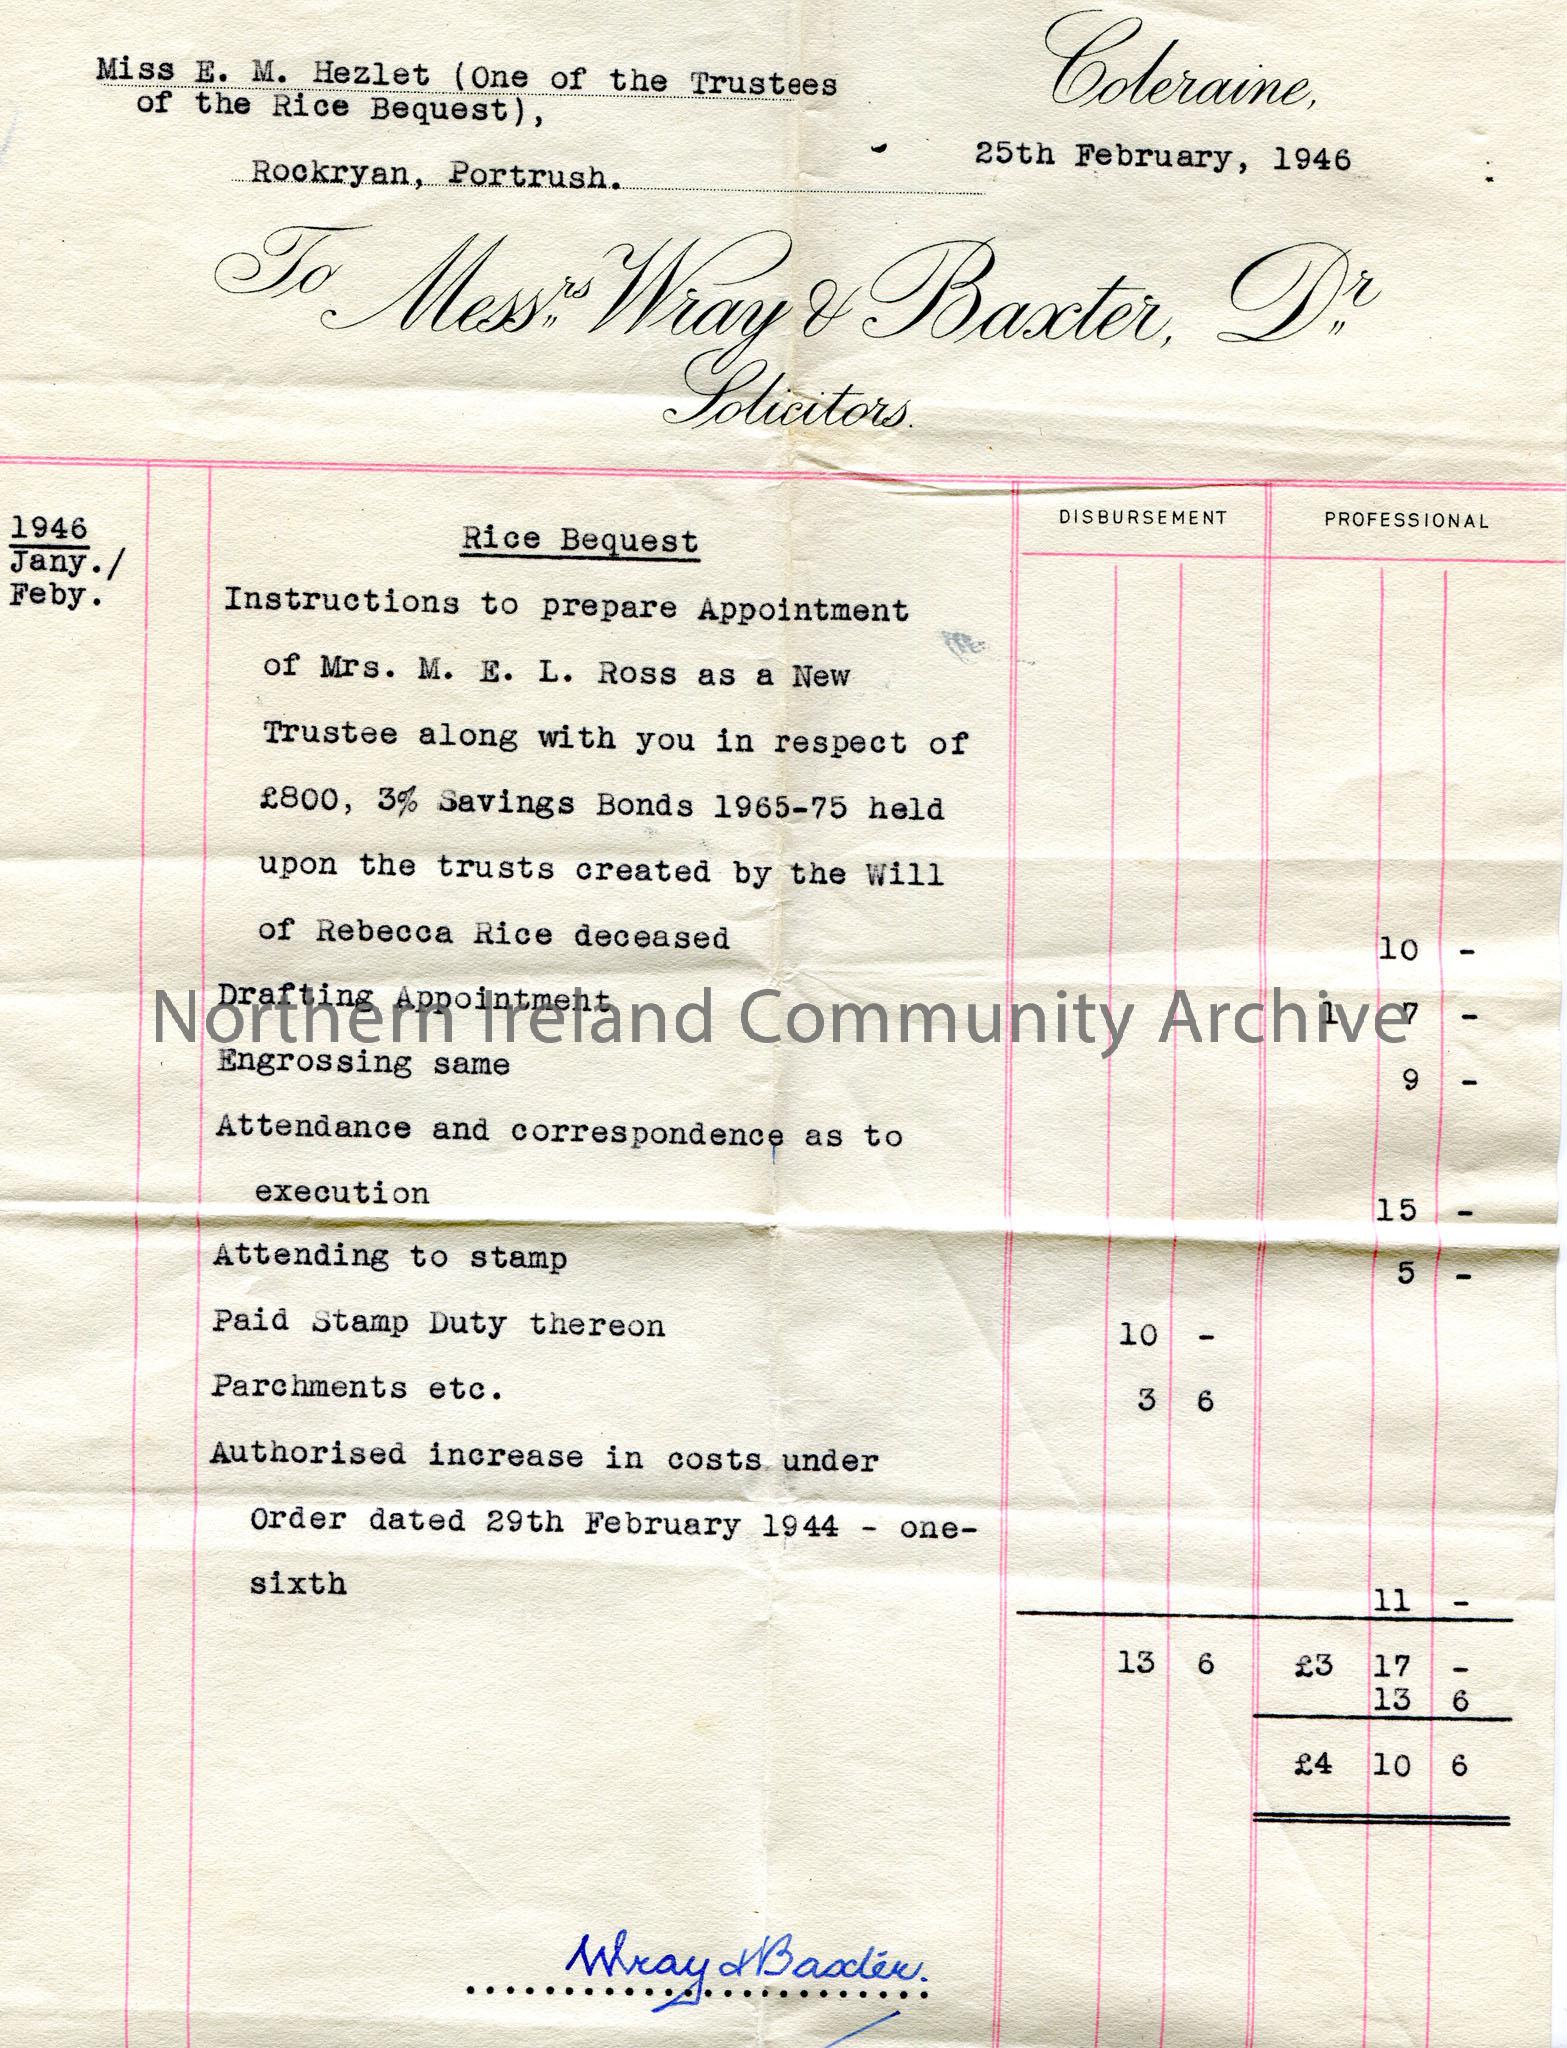 Miss E. M. Hezlet (One of the Trustees
of the Rice Bequest),
Rockryan, Portrush.
Coleraine,
25th February, 1946
To Messrs Wray & Baxter, Dr
Solicitors.
DISBURSEMENT PROFESSIONAL
1946
Jany./
Feby.
Rice Bequest
Instructions to prepare Appointment
of Mrs. M. E. L. Ross as a New
Trustee along with you in respect of
£800, 3% Savings Bonds 1965-75 held
upon the trusts created by the Will
of Rebecca Rice deceased 10 -
Drafting Appointment 1 7 -
Northern Ireland Community Archive
Engrossing same 9 -
Attendance and correspondence as to
execution 15 -
Attending to stamp 5 -
Paid Stamp Duty thereon 10 -
Parchments etc. 3 6
Authorised increase in costs under
Order dated 29th February 1944 - one-
sixth 11 -
13 6 £3 17 -
13 6
£4 10 6
Wray & Baxter.